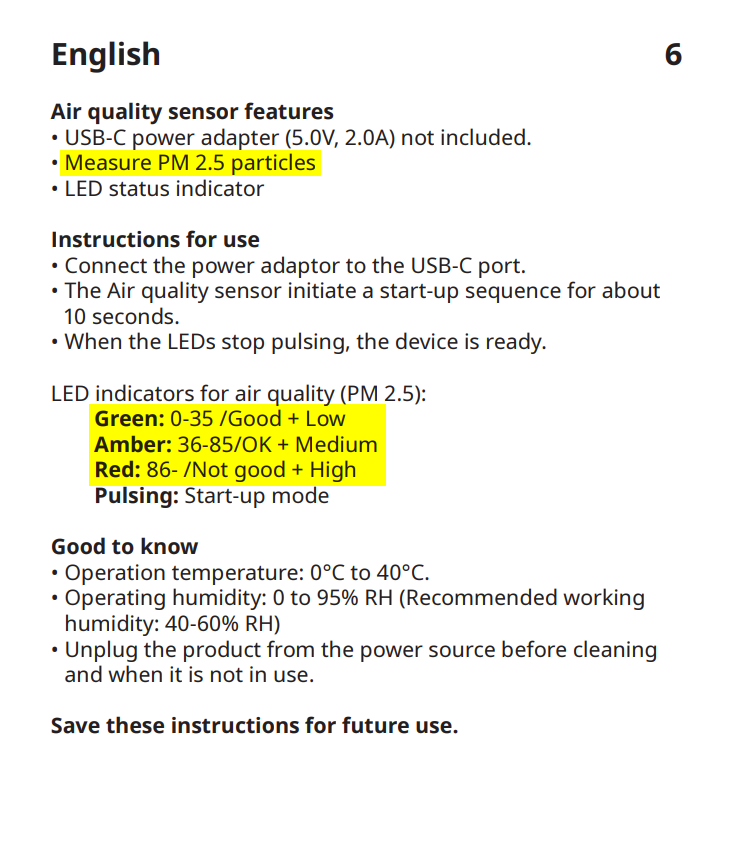 English 6
Air quality sensor features
• USB-C power adapter (5.0V, 2.0A) not included.
• Measure PM 2.5 particles
• LED status indicator
Instructions for use
• Connect the power adaptor to the USB-C port.
• The Air quality sensor initiate a start-up sequence for about
10 seconds.
• When the LEDs stop pulsing, the device is ready.
LED indicators for air quality (PM 2.5):
Green: 0-35 /Good + Low
Amber: 36-85/OK + Medium
Red: 86- /Not good + High
Pulsing: Start-up mode
Good to know
• Operation temperature: 0°C to 40°C.
• Operating humidity: 0 to 95% RH (Recommended working
humidity: 40-60% RH)
• Unplug the product from the power source before cleaning
and when it is not in use.
Save these instructions for future use.